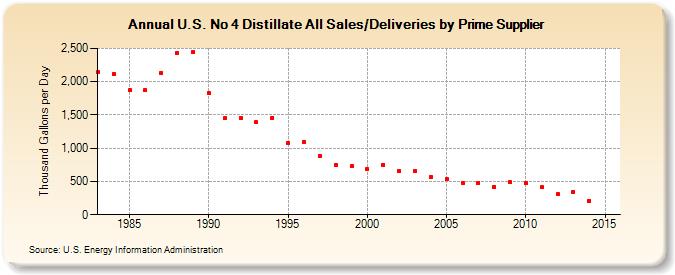 Annual U.S. No 4 Distillate All Sales/Deliveries by Prime Supplier
Thousand Gallons per Day
2,500
2,000
1,500
1,000
500
0
1985 1990 1995 2000 2005 2010 2015
Source: U.S. Energy Information Administration